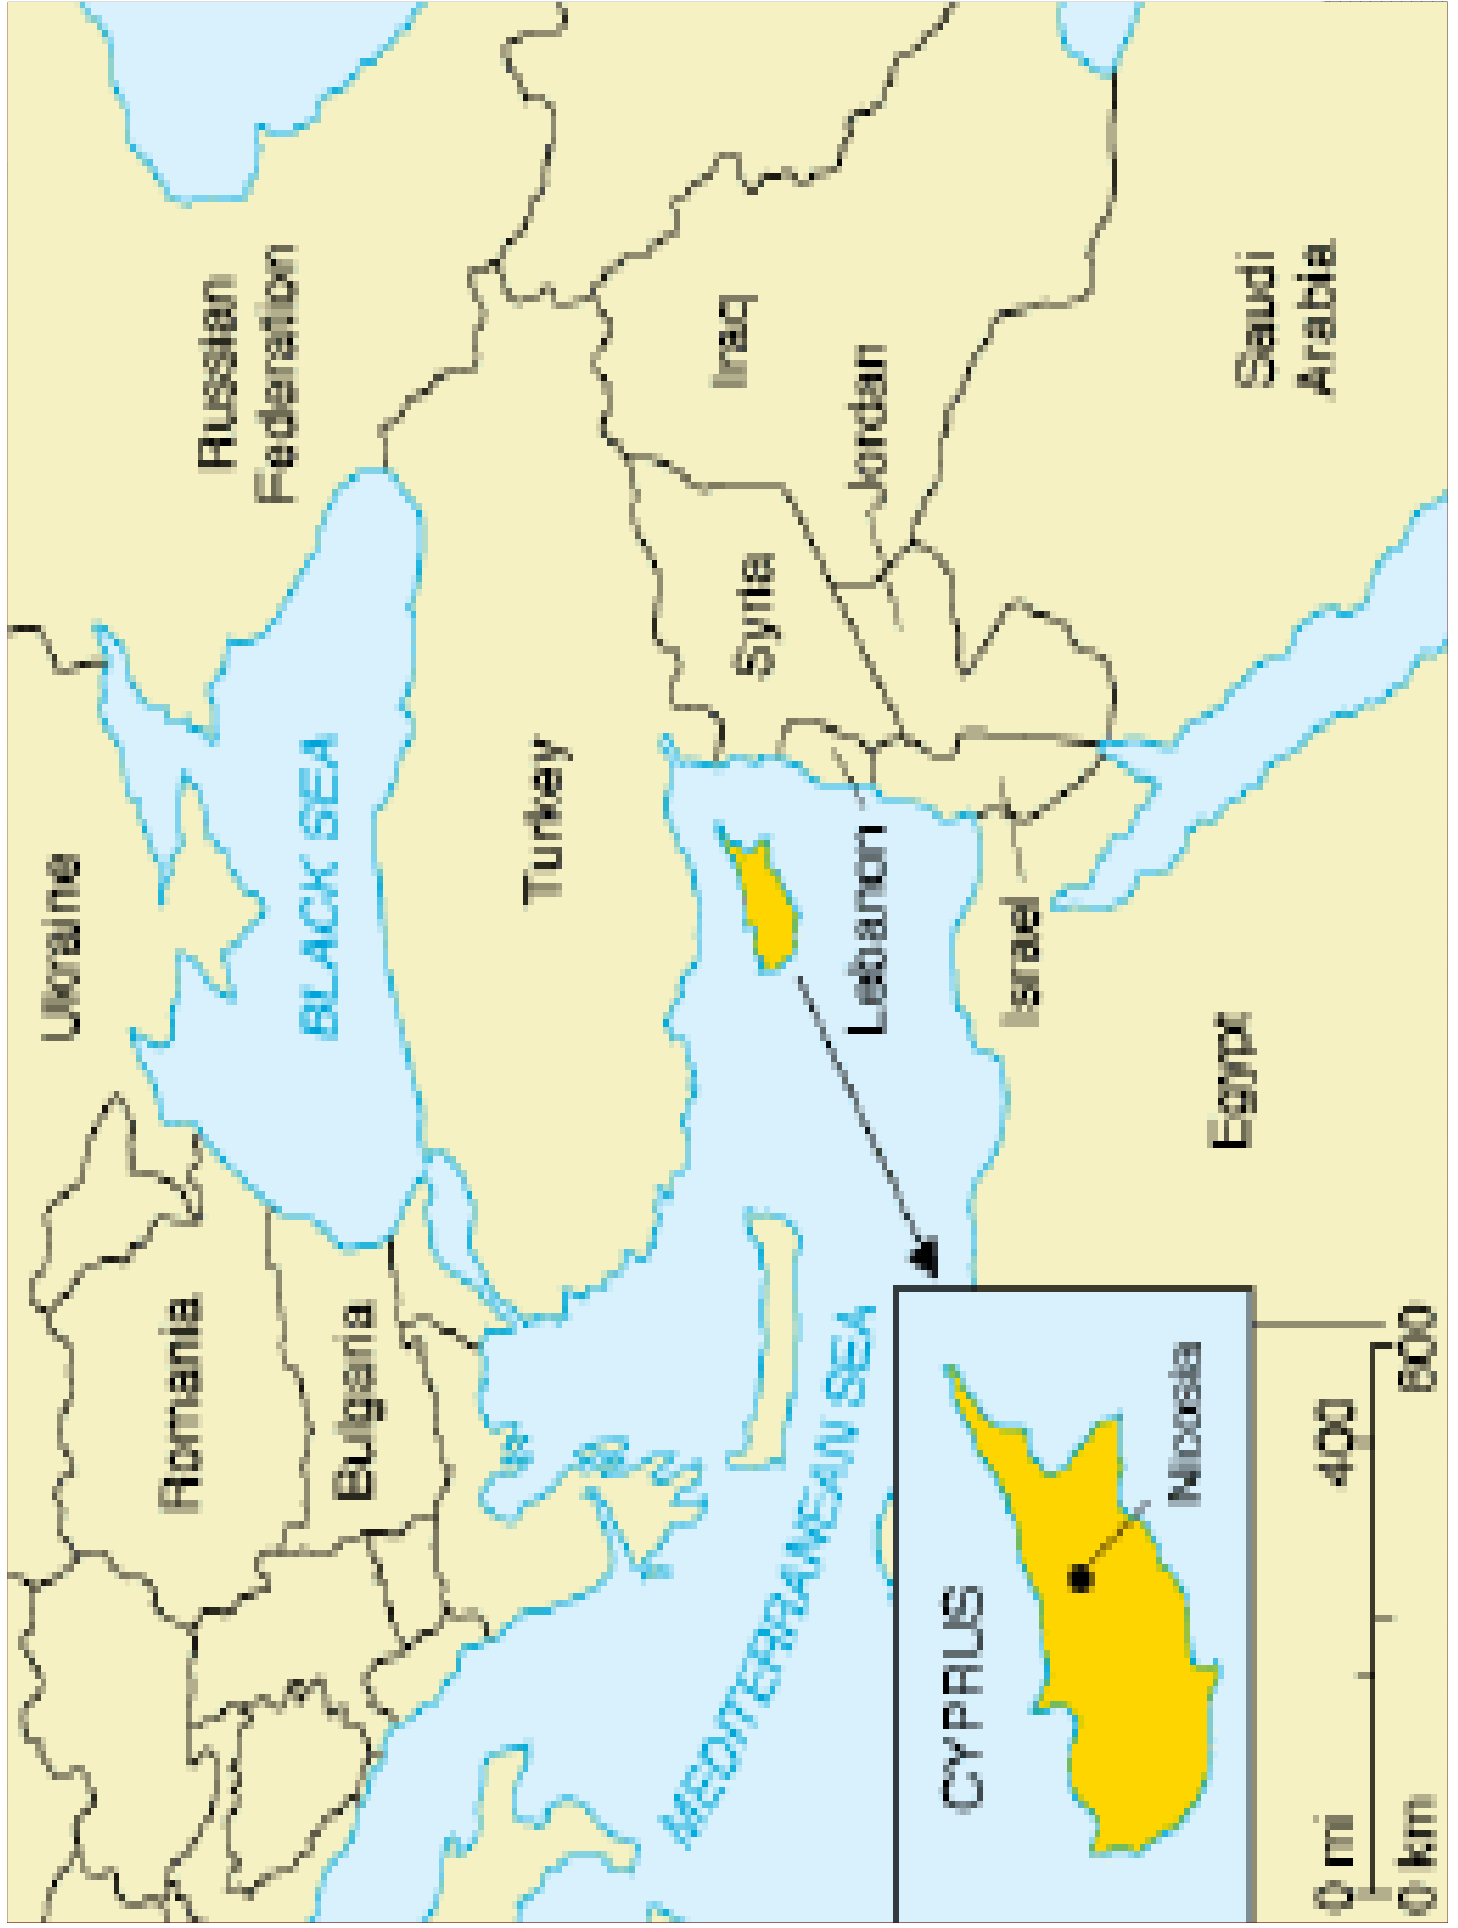 Ukraine
Russian
Federation
Romania
BLACK SEA
Bulgaria
Turkey
Syria
Iraq
MEDITERRANEAN SEA
Lebanon
Jordan
Israel
CYPRUS
Nicosia
Egypt
Saudi
Arabia
0 mi
400
0 km
600